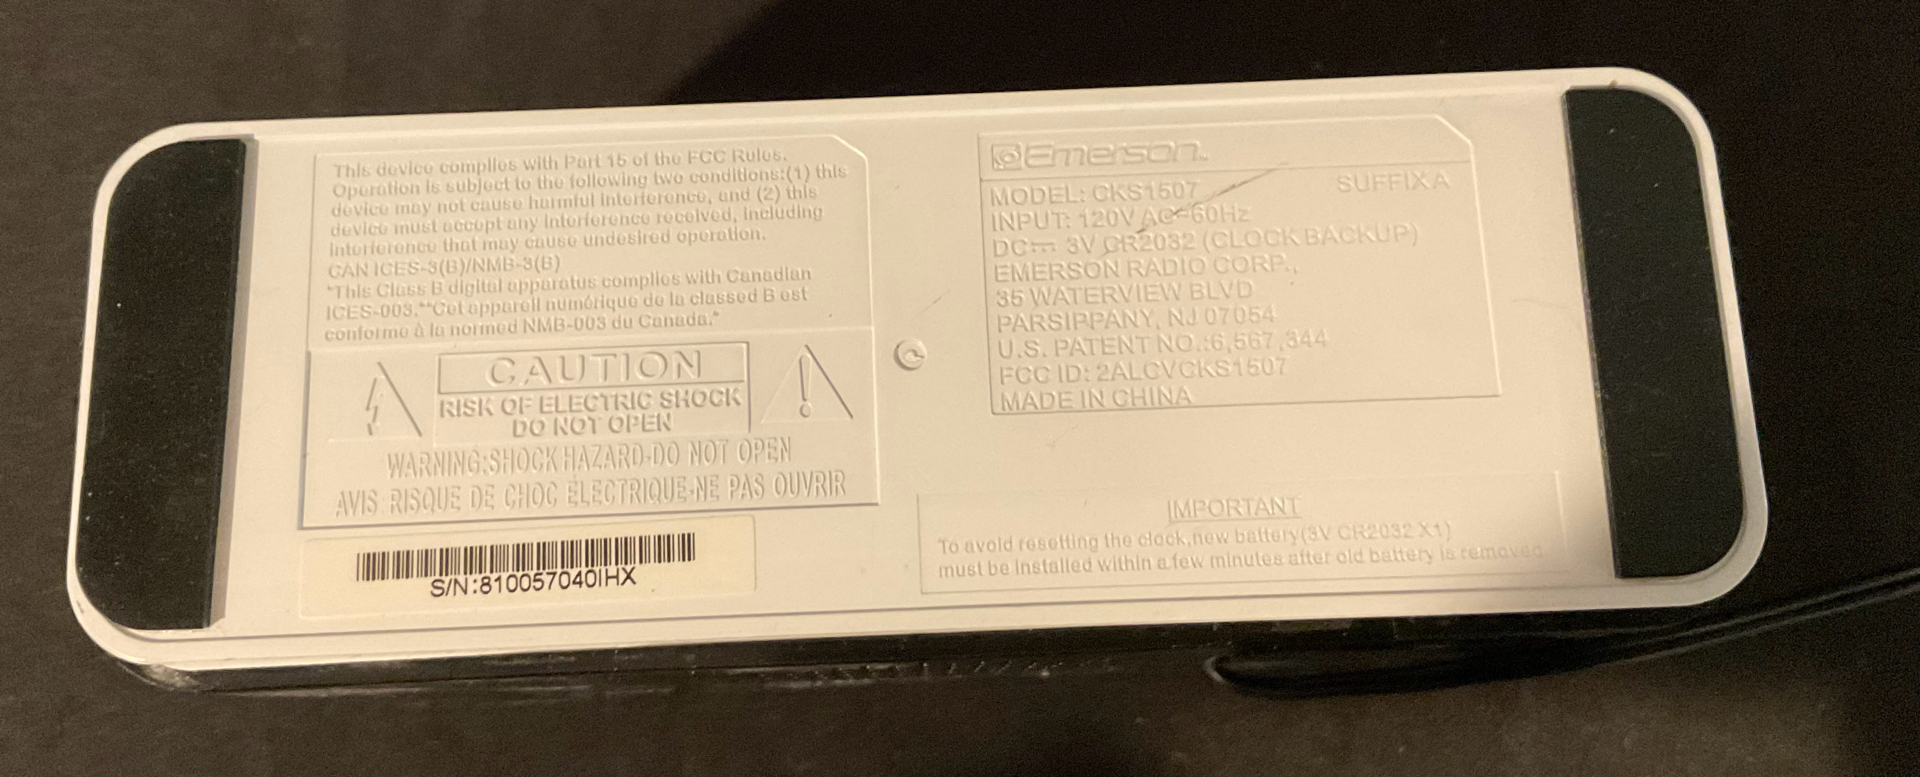 This device complies with Part 15 of the FCC Rules.
Operation is subject to the following two conditions:(1) this
device may not cause harmful interference, and (2) this
device must accept any interference received, including
interference that may cause undesired operation.
CAN ICES-3(B)/NMB-3(B)
"This Class B digital apparatus complies with Canadian
ICES-003.""Cet appareil numérique de la classed B est
conforme à la normed NMB-003 du Canada."
CAUTION
RISK OF ELECTRIC SHOCK
DO NOT OPEN
WARNING:SHOCK HAZARD-DO NOT OPEN
AVIS: RISQUE DE CHOC ÉLECTRIQUE-NE PAS OUVRIR
S/N:810057040IHX
Emerson™
MODEL: CKS1507 SUFFIX A
INPUT: 120V AC~60Hz
DC⎓ 3V CR2032 (CLOCK BACKUP)
EMERSON RADIO CORP.,
35 WATERVIEW BLVD
PARSIPPANY, NJ 07054
U.S. PATENT NO.:6,567,344
FCC ID: 2ALCVCKS1507
MADE IN CHINA
IMPORTANT
To avoid resetting the clock,new battery(3V CR2032 X1)
must be installed within a few minutes after old battery is removed